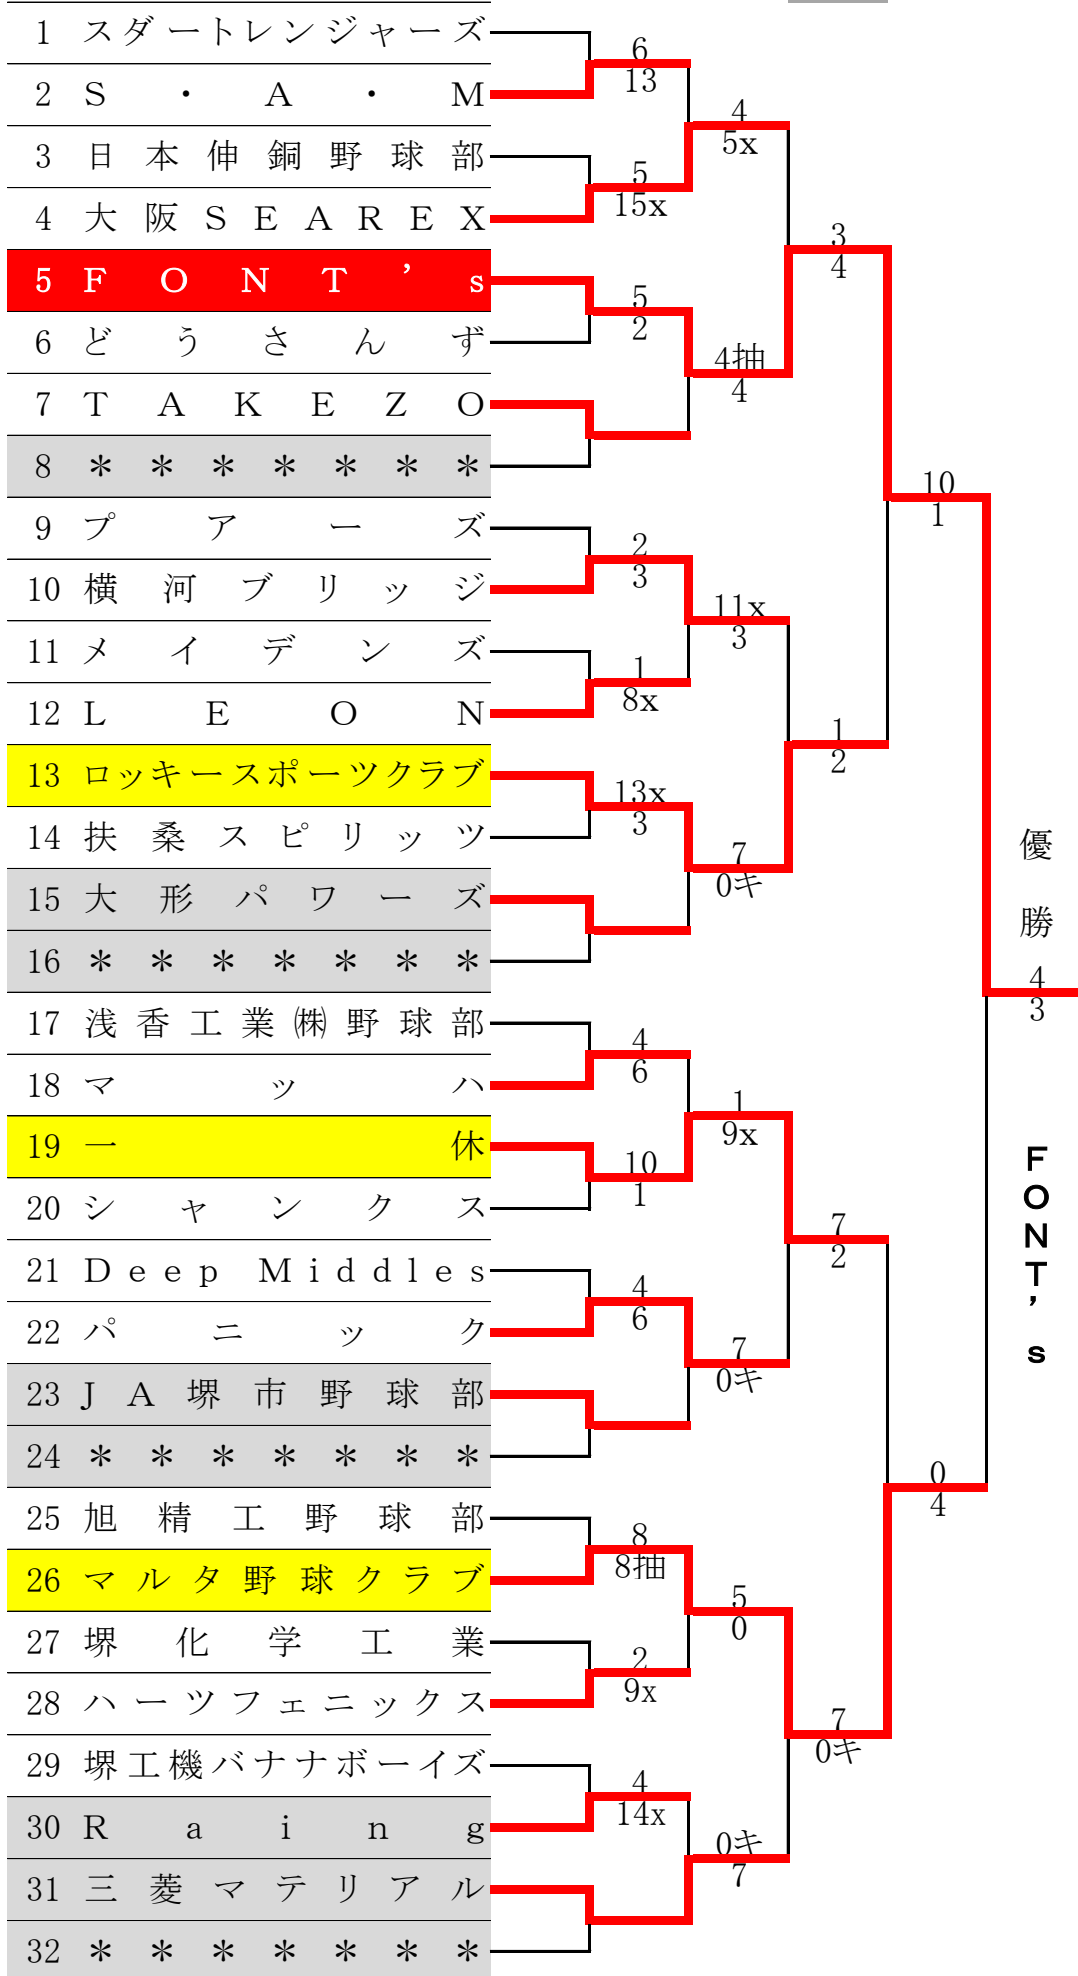 1 スダートレンジャーズ
2 S・A・M
3 日本伸銅野球部
4 大阪SEAREX
5 FONT’s
6 どうさんず
7 TAKEZO
8 *******
9 プアーズ
10 横河ブリッジ
11 メイデンズ
12 LEON
13 ロッキースポーツクラブ
14 扶桑スピリッツ
15 大形パワーズ
16 *******
17 浅香工業㈱野球部
18 マッハ
19 一休
20 シャンクス
21 Deep Middles
22 パニック
23 JA堺市野球部
24 *******
25 旭精工野球部
26 マルタ野球クラブ
27 堺化学工業
28 ハーツフェニックス
29 堺工機バナナボーイズ
30 Raing
31 三菱マテリアル
32 *******
6
13
5
15x
5
2
2
3
1
8x
13x
3
4
6
10
1
4
6
8
8抽
2
9x
4
14x
4
5x
4抽
4
11x
3
7
0キ
1
9x
7
0キ
5
0
0キ
7
3
4
1
2
7
2
7
0キ
10
1
0
4
優勝
4
3
FONT’s